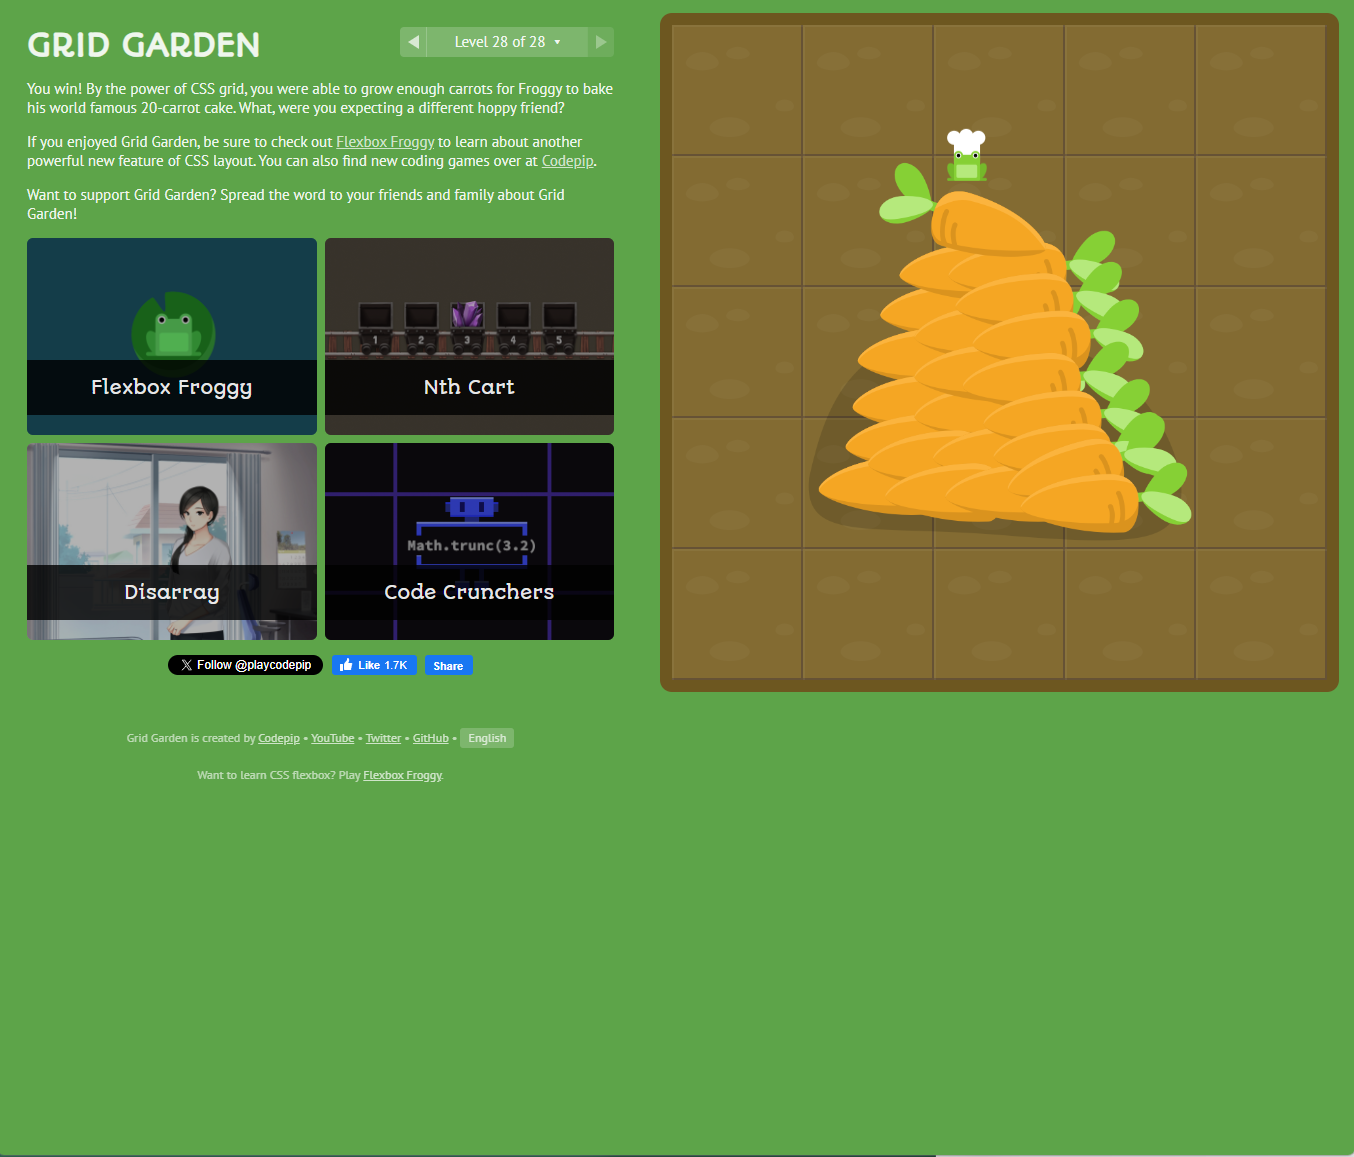 GRID GARDEN
Level 28 of 28
You win! By the power of CSS grid, you were able to grow enough carrots for Froggy to bake
his world famous 20-carrot cake. What, were you expecting a different hoppy friend?
If you enjoyed Grid Garden, be sure to check out Flexbox Froggy to learn about another
powerful new feature of CSS layout. You can also find new coding games over at Codepip.
Want to support Grid Garden? Spread the word to your friends and family about Grid
Garden!
1 2 3 4 5
Flexbox Froggy
Nth Cart
Math.trunc(3.2)
Disarray
Code Crunchers
Follow @playcodepip
Like 1.7K
Share
Grid Garden is created by Codepip • YouTube • Twitter • GitHub • English
Want to learn CSS flexbox? Play Flexbox Froggy.